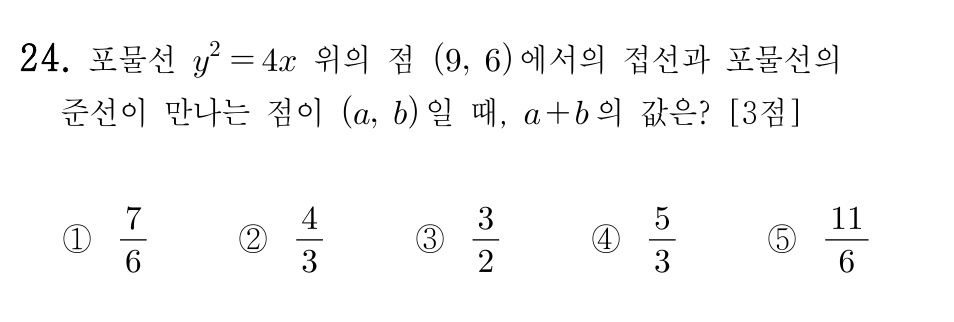 24. 포물선 $y^2=4x$ 위의 점 $(9, 6)$에서의 접선과 포물선의
준선이 만나는 점이 $(a, b)$일 때, $a+b$의 값은? [3점]
① $\frac{7}{6}$ ② $\frac{4}{3}$ ③ $\frac{3}{2}$ ④ $\frac{5}{3}$ ⑤ $\frac{11}{6}$